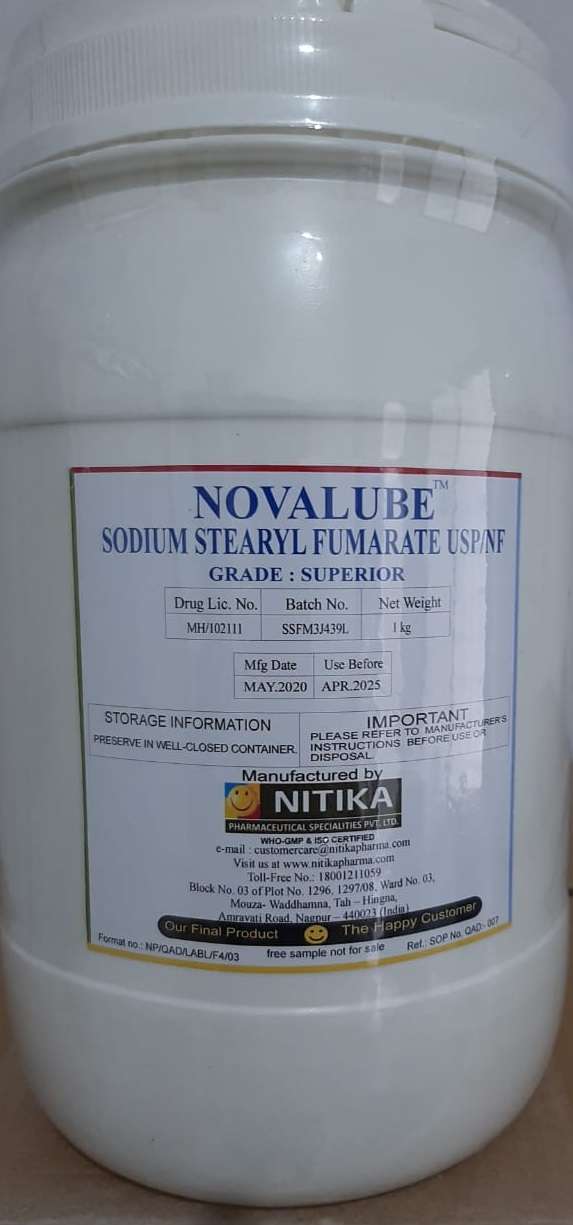 NOVALUBE™
SODIUM STEARYL FUMARATE USP/NF
GRADE : SUPERIOR
Drug Lic. No. Batch No. Net Weight
MH/102111 SSFM3J439L 1 kg
Mfg Date Use Before
MAY.2020 APR.2025
STORAGE INFORMATION
PRESERVE IN WELL-CLOSED CONTAINER.
IMPORTANT
PLEASE REFER TO MANUFACTURER'S
INSTRUCTIONS BEFORE USE OR
DISPOSAL.
Manufactured by
NITIKA
PHARMACEUTICAL SPECIALITIES PVT. LTD.
WHO-GMP & ISO CERTIFIED
e-mail : customercare@nitikapharma.com
Visit us at www.nitikapharma.com
Toll-Free No.: 18001211059
Block No. 03 of Plot No. 1296, 1297/08, Ward No. 03,
Mouza- Waddhamna, Tah – Hingna,
Amravati Road, Nagpur – 440023 (India)
Our Final Product The Happy Customer
Format no.: NP/QAD/LABL/F4/03 free sample not for sale Ref.: SOP No. QAD:- 007